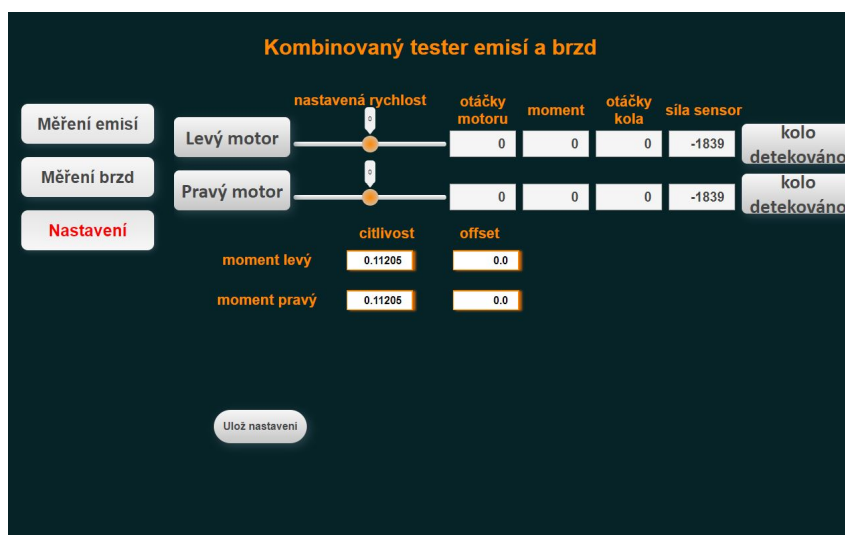 Kombinovaný tester emisí a brzd
nastavená rychlost
otáčky
motoru
moment
otáčky
kola
síla sensor
Měření emisí
Měření brzd
Nastavení
Levý motor
0
0
0
0
-1839
kolo
detekováno
Pravý motor
0
0
0
0
-1839
kolo
detekováno
citlivost
offset
moment levý
0.11205
0.0
moment pravý
0.11205
0.0
Ulož nastaveni